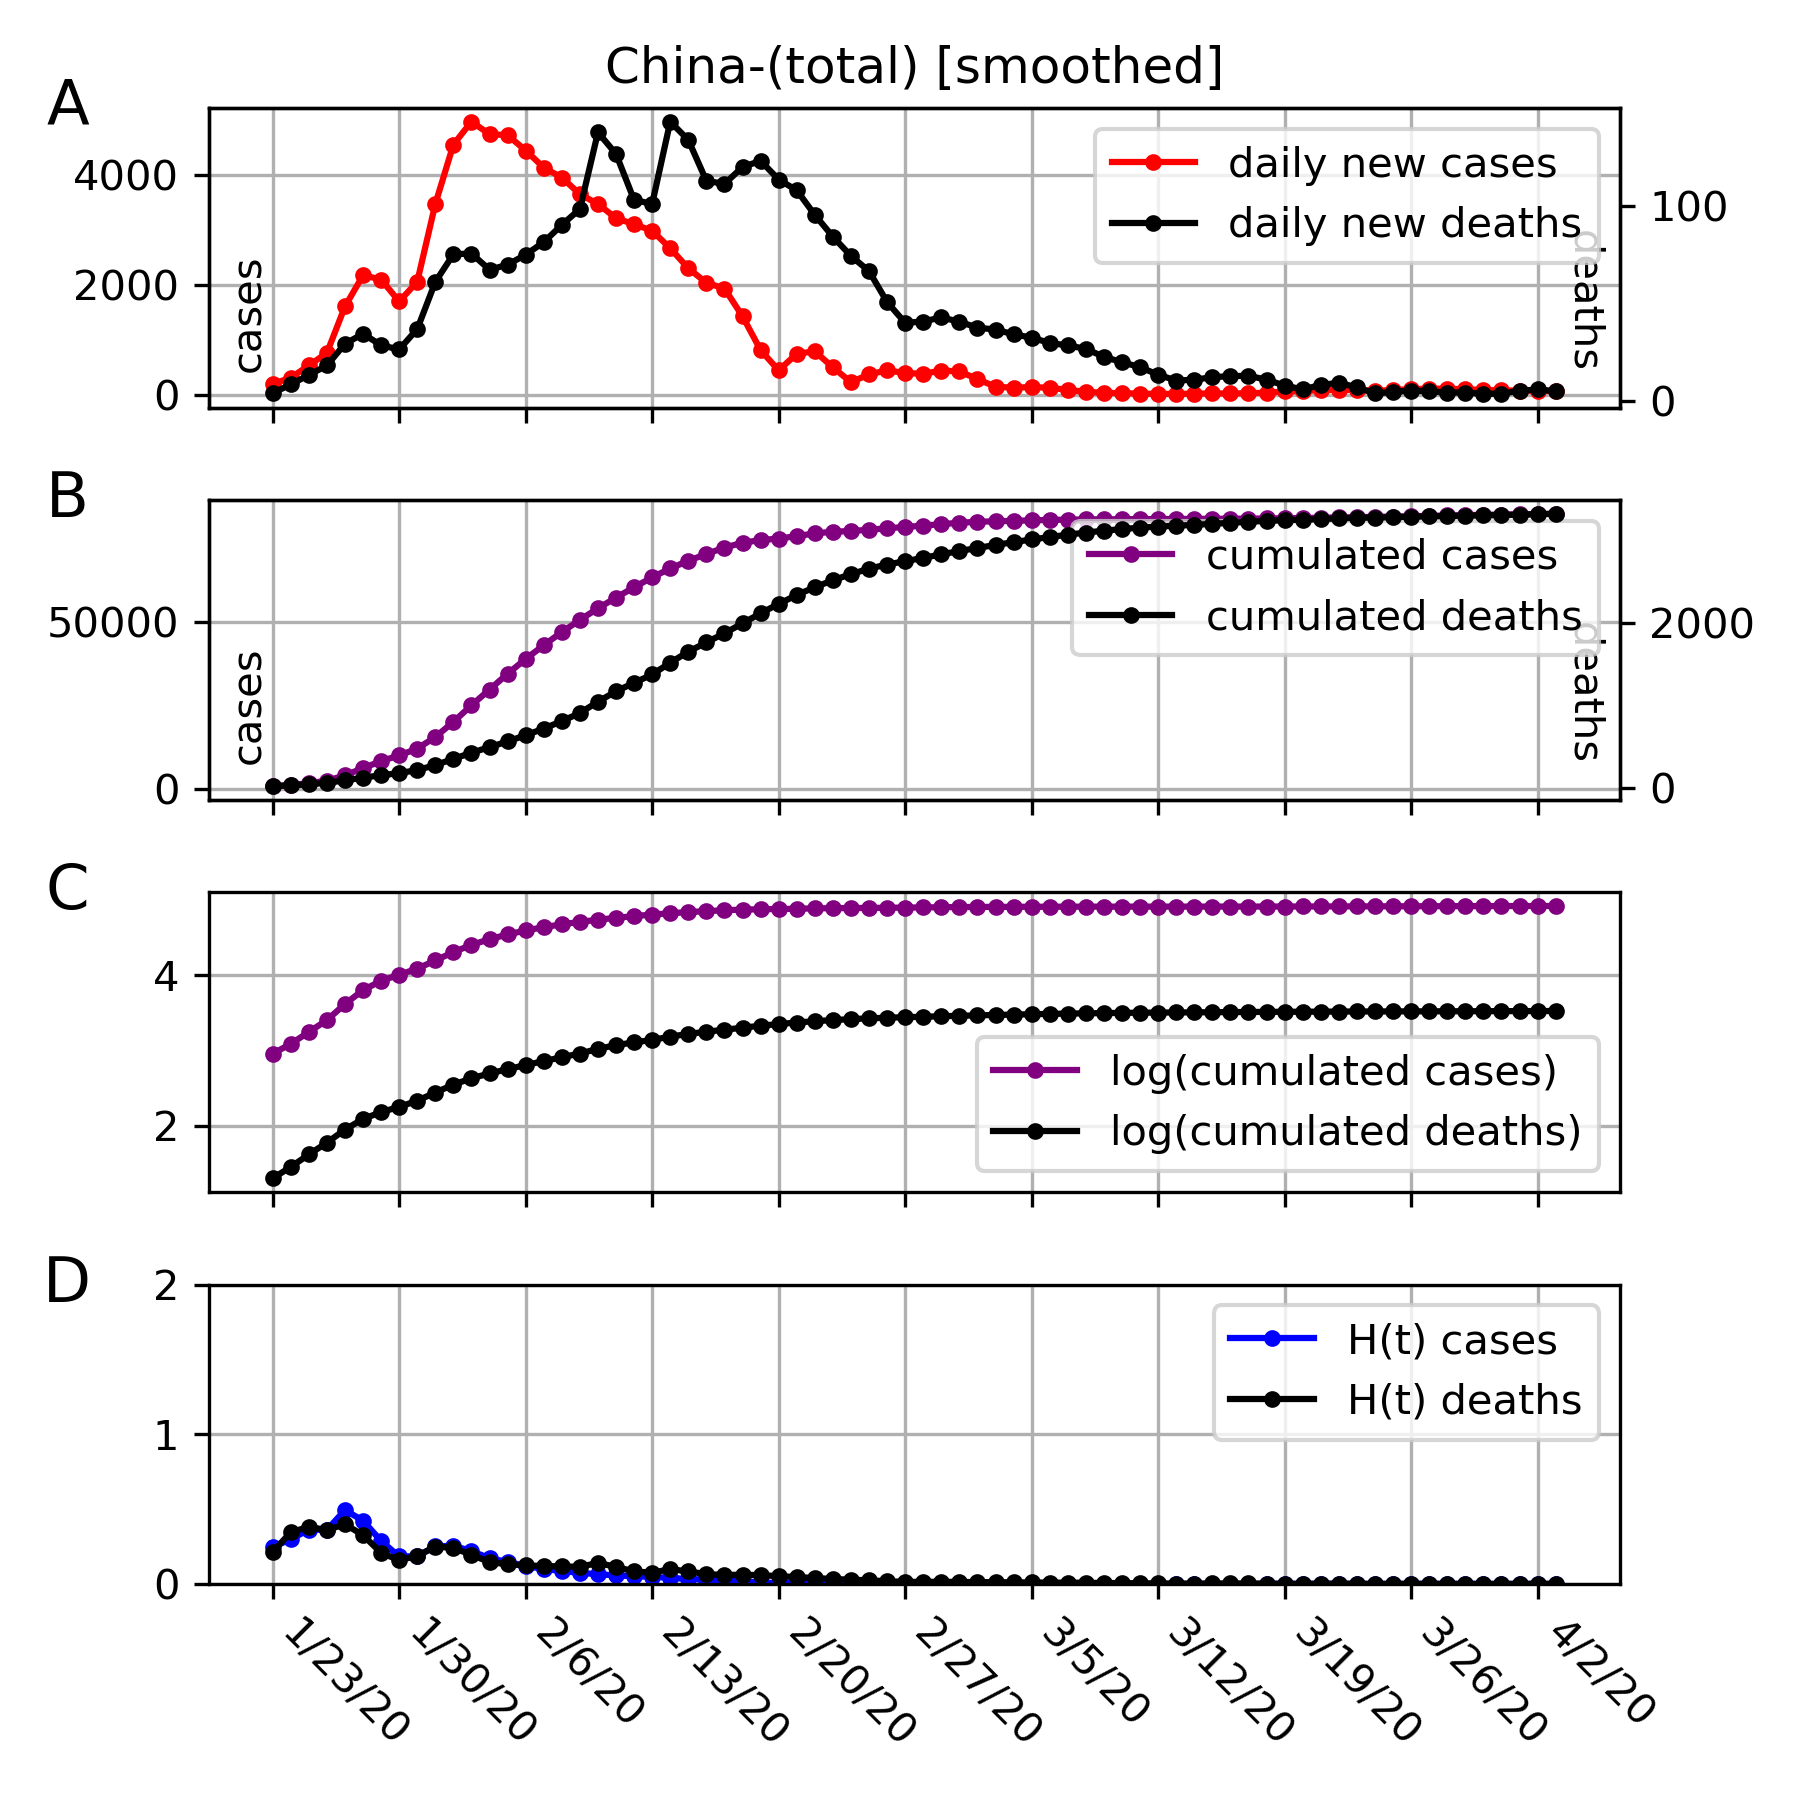 China-(total) [smoothed]
A
4000
2000
0
cases
daily new cases
daily new deaths
100
0
deaths
B
50000
0
cases
cumulated cases
cumulated deaths
2000
0
deaths
C
4
2
log(cumulated cases)
log(cumulated deaths)
D
2
1
0
H(t) cases
H(t) deaths
1/23/20
1/30/20
2/6/20
2/13/20
2/20/20
2/27/20
3/5/20
3/12/20
3/19/20
3/26/20
4/2/20